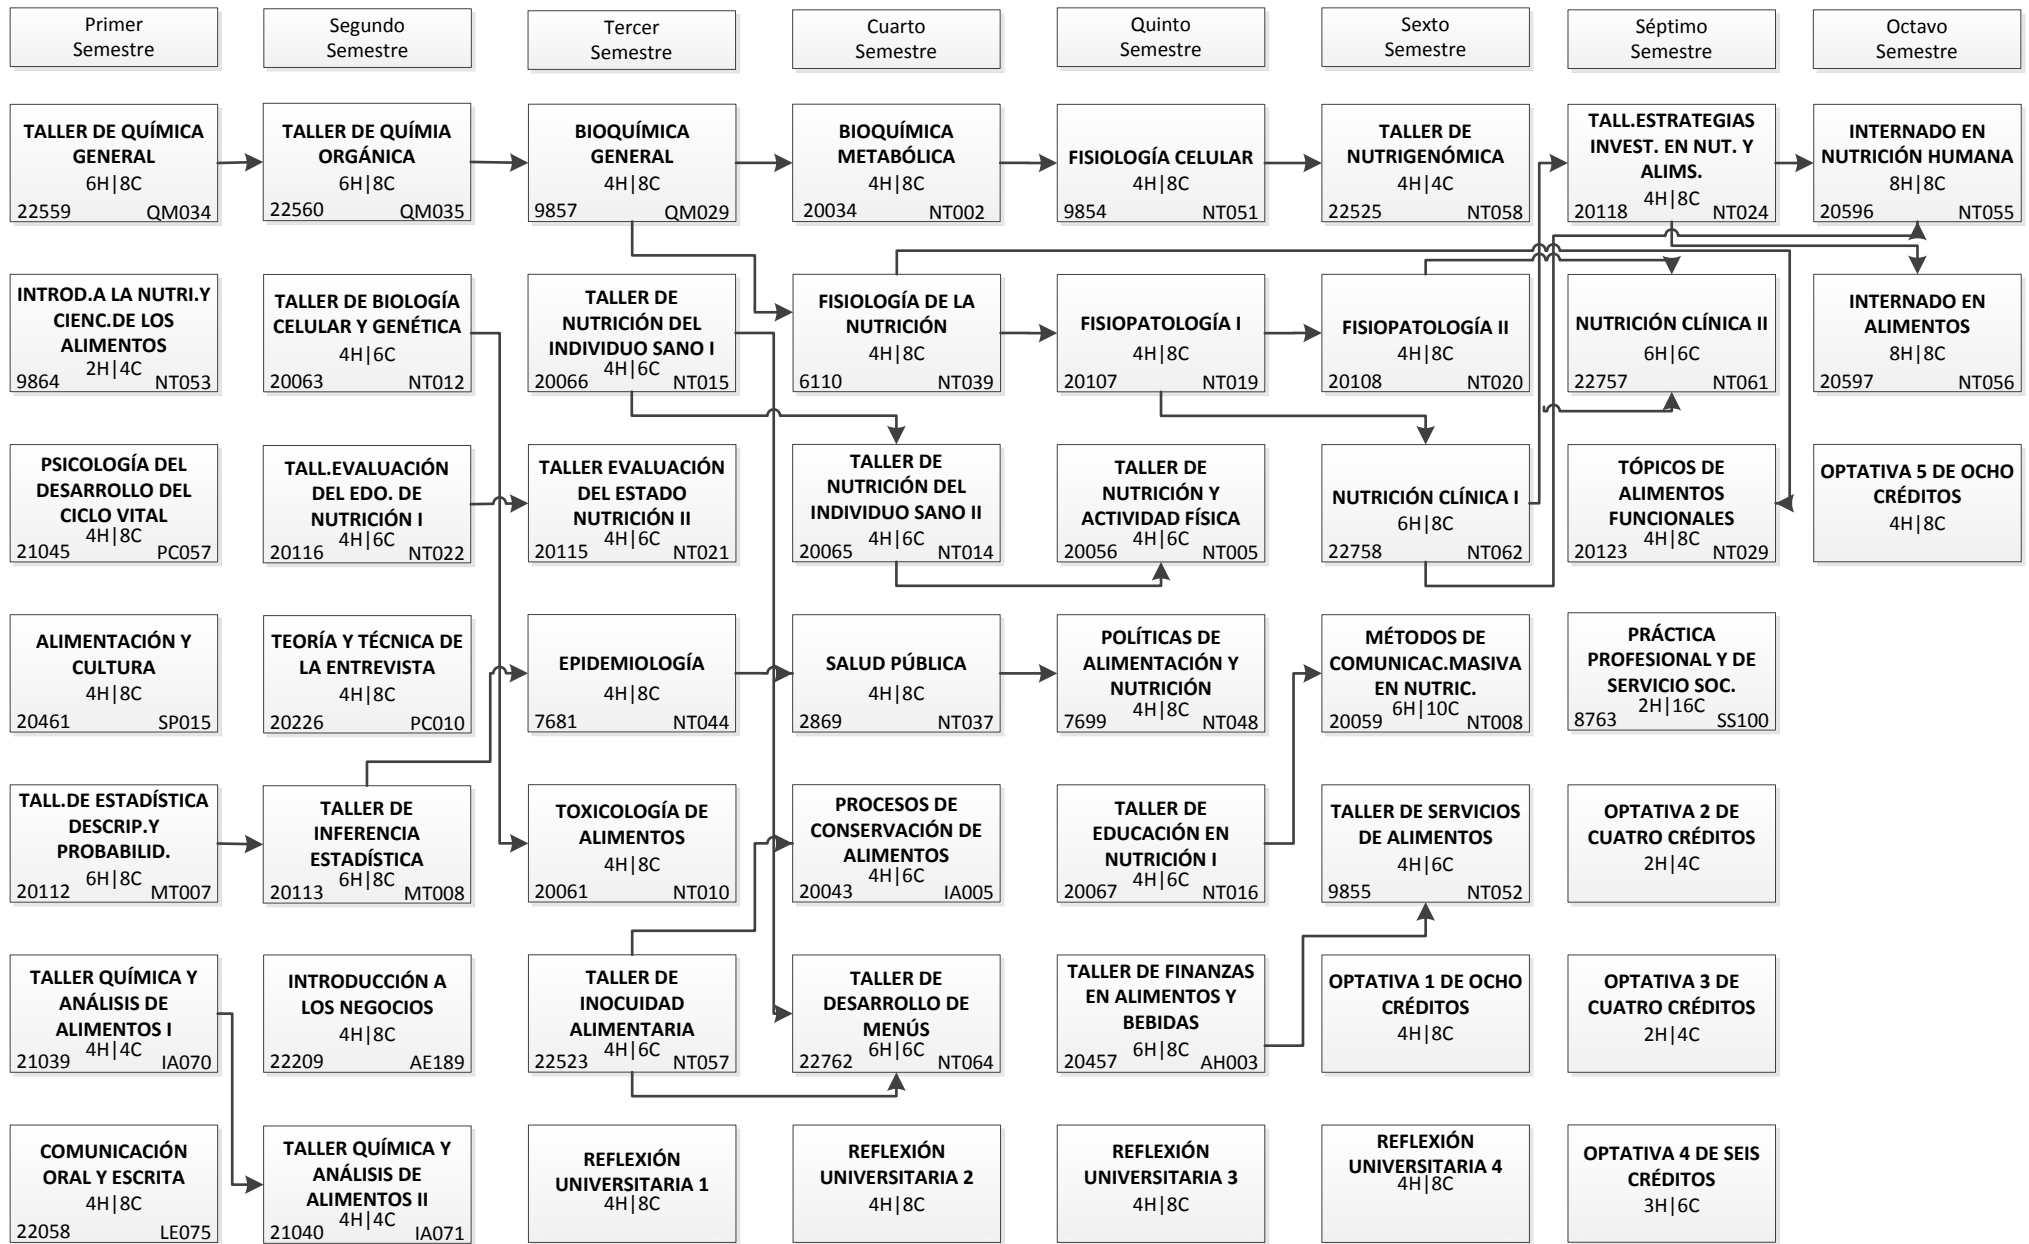 Primer
Semestre
Segundo
Semestre
Tercer
Semestre
Cuarto
Semestre
Quinto
Semestre
Sexto
Semestre
Séptimo
Semestre
Octavo
Semestre
TALLER DE QUÍMICA
GENERAL
6H|8C
22559 QM034
TALLER DE QUÍMIA
ORGÁNICA
6H|8C
22560 QM035
BIOQUÍMICA
GENERAL
4H|8C
9857 QM029
BIOQUÍMICA
METABÓLICA
4H|8C
20034 NT002
FISIOLOGÍA CELULAR
4H|8C
9854 NT051
TALLER DE
NUTRIGENÓMICA
4H|4C
22525 NT058
TALL.ESTRATEGIAS
INVEST. EN NUT. Y
ALIMS.
4H|8C
20118 NT024
INTERNADO EN
NUTRICIÓN HUMANA
8H|8C
20596 NT055
INTROD.A LA NUTRI.Y
CIENC.DE LOS
ALIMENTOS
2H|4C
9864 NT053
TALLER DE BIOLOGÍA
CELULAR Y GENÉTICA
4H|6C
20063 NT012
TALLER DE
NUTRICIÓN DEL
INDIVIDUO SANO I
4H|6C
20066 NT015
FISIOLOGÍA DE LA
NUTRICIÓN
4H|8C
6110 NT039
FISIOPATOLOGÍA I
4H|8C
20107 NT019
FISIOPATOLOGÍA II
4H|8C
20108 NT020
NUTRICIÓN CLÍNICA II
6H|6C
22757 NT061
INTERNADO EN
ALIMENTOS
8H|8C
20597 NT056
PSICOLOGÍA DEL
DESARROLLO DEL
CICLO VITAL
4H|8C
21045 PC057
TALL.EVALUACIÓN
DEL EDO. DE
NUTRICIÓN I
4H|6C
20116 NT022
TALLER EVALUACIÓN
DEL ESTADO
NUTRICIÓN II
4H|6C
20115 NT021
TALLER DE
NUTRICIÓN DEL
INDIVIDUO SANO II
4H|6C
20065 NT014
TALLER DE
NUTRICIÓN Y
ACTIVIDAD FÍSICA
4H|6C
20056 NT005
NUTRICIÓN CLÍNICA I
6H|8C
22758 NT062
TÓPICOS DE
ALIMENTOS
FUNCIONALES
4H|8C
20123 NT029
OPTATIVA 5 DE OCHO
CRÉDITOS
4H|8C
ALIMENTACIÓN Y
CULTURA
4H|8C
20461 SP015
TEORÍA Y TÉCNICA DE
LA ENTREVISTA
4H|8C
20226 PC010
EPIDEMIOLOGÍA
4H|8C
7681 NT044
SALUD PÚBLICA
4H|8C
2869 NT037
POLÍTICAS DE
ALIMENTACIÓN Y
NUTRICIÓN
4H|8C
7699 NT048
MÉTODOS DE
COMUNICAC.MASIVA
EN NUTRIC.
6H|10C
20059 NT008
PRÁCTICA
PROFESIONAL Y DE
SERVICIO SOC.
2H|16C
8763 SS100
TALL.DE ESTADÍSTICA
DESCRIP.Y
PROBABILID.
6H|8C
20112 MT007
TALLER DE
INFERENCIA
ESTADÍSTICA
6H|8C
20113 MT008
TOXICOLOGÍA DE
ALIMENTOS
4H|8C
20061 NT010
PROCESOS DE
CONSERVACIÓN DE
ALIMENTOS
4H|6C
20043 IA005
TALLER DE
EDUCACIÓN EN
NUTRICIÓN I
4H|6C
20067 NT016
TALLER DE SERVICIOS
DE ALIMENTOS
4H|6C
9855 NT052
OPTATIVA 2 DE
CUATRO CRÉDITOS
2H|4C
TALLER QUÍMICA Y
ANÁLISIS DE
ALIMENTOS I
4H|4C
21039 IA070
INTRODUCCIÓN A
LOS NEGOCIOS
4H|8C
22209 AE189
TALLER DE
INOCUIDAD
ALIMENTARIA
4H|6C
22523 NT057
TALLER DE
DESARROLLO DE
MENÚS
6H|6C
22762 NT064
TALLER DE FINANZAS
EN ALIMENTOS Y
BEBIDAS
6H|8C
20457 AH003
OPTATIVA 1 DE OCHO
CRÉDITOS
4H|8C
OPTATIVA 3 DE
CUATRO CRÉDITOS
2H|4C
COMUNICACIÓN
ORAL Y ESCRITA
4H|8C
22058 LE075
TALLER QUÍMICA Y
ANÁLISIS DE
ALIMENTOS II
4H|4C
21040 IA071
REFLEXIÓN
UNIVERSITARIA 1
4H|8C
REFLEXIÓN
UNIVERSITARIA 2
4H|8C
REFLEXIÓN
UNIVERSITARIA 3
4H|8C
REFLEXIÓN
UNIVERSITARIA 4
4H|8C
OPTATIVA 4 DE SEIS
CRÉDITOS
3H|6C